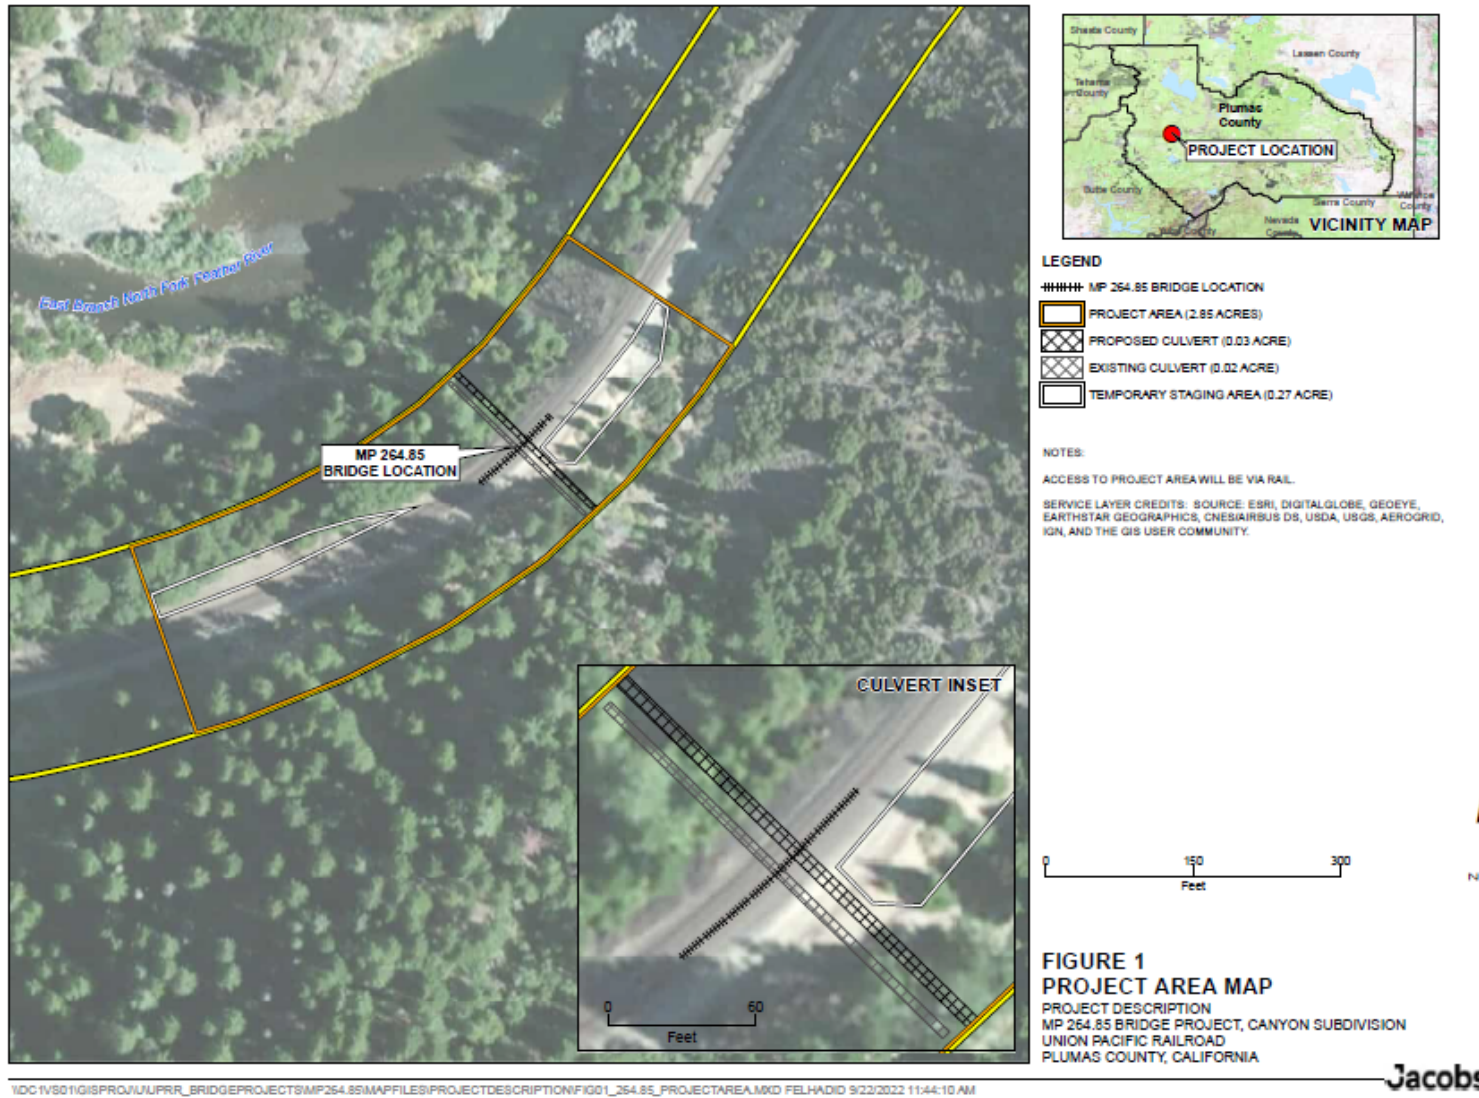 East Branch North Fork Feather River
MP 264.85
BRIDGE LOCATION
CULVERT INSET
0 60
Feet
Shasta County
Lassen County
Tehama
County
Plumas
County
PROJECT LOCATION
Butte County
Sierra County
Nevada
County
VICINITY MAP
LEGEND
MP 264.85 BRIDGE LOCATION
PROJECT AREA (2.85 ACRES)
PROPOSED CULVERT (0.03 ACRE)
EXISTING CULVERT (0.02 ACRE)
TEMPORARY STAGING AREA (0.27 ACRE)
NOTES:
ACCESS TO PROJECT AREA WILL BE VIA RAIL.
SERVICE LAYER CREDITS: SOURCE: ESRI, DIGITALGLOBE, GEOEYE,
EARTHSTAR GEOGRAPHICS, CNES/AIRBUS DS, USDA, USGS, AEROGRID,
IGN, AND THE GIS USER COMMUNITY.
0 150 300
Feet
FIGURE 1
PROJECT AREA MAP
PROJECT DESCRIPTION
MP 264.85 BRIDGE PROJECT, CANYON SUBDIVISION
UNION PACIFIC RAILROAD
PLUMAS COUNTY, CALIFORNIA
\\DC1VS01\GISPROJ\U\UPRR_BRIDGEPROJECTS\MP264.85\MAPFILES\PROJECTDESCRIPTION\FIG01_264.85_PROJECTAREA.MXD FELHADID 9/22/2022 11:44:10 AM
Jacobs